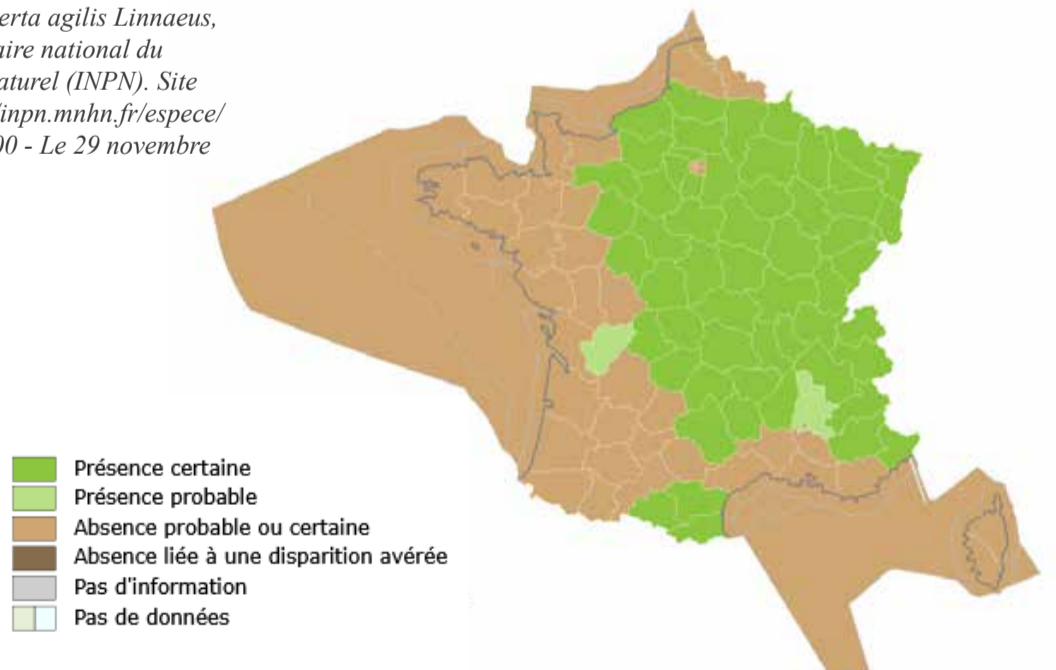 erta agilis Linnaeus,
aire national du
aturel (INPN). Site
/inpn.mnhn.fr/espece/
00 - Le 29 novembre
Présence certaine
Présence probable
Absence probable ou certaine
Absence liée à une disparition avérée
Pas d'information
Pas de données